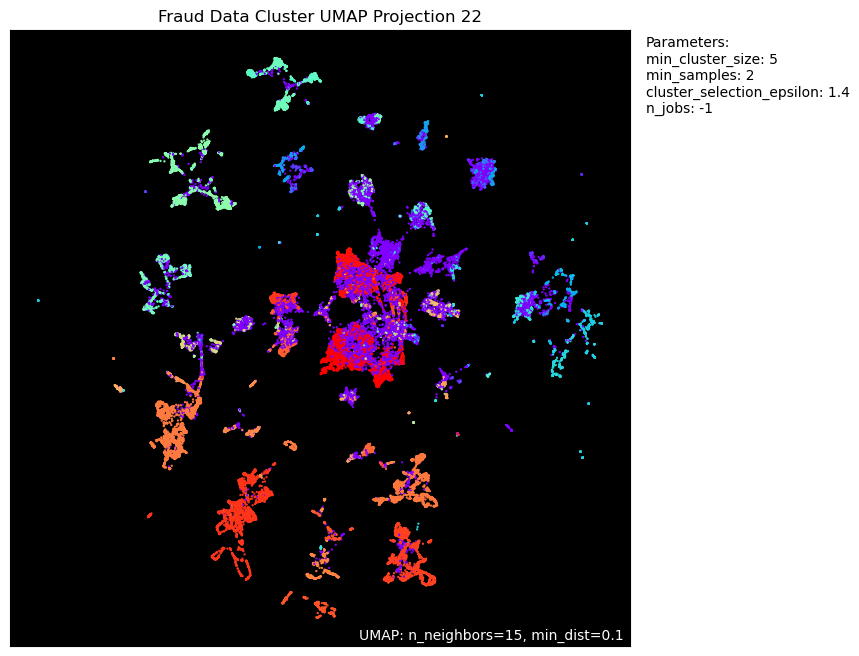 Fraud Data Cluster UMAP Projection 22
Parameters:
min_cluster_size: 5
min_samples: 2
cluster_selection_epsilon: 1.4
n_jobs: -1
UMAP: n_neighbors=15, min_dist=0.1